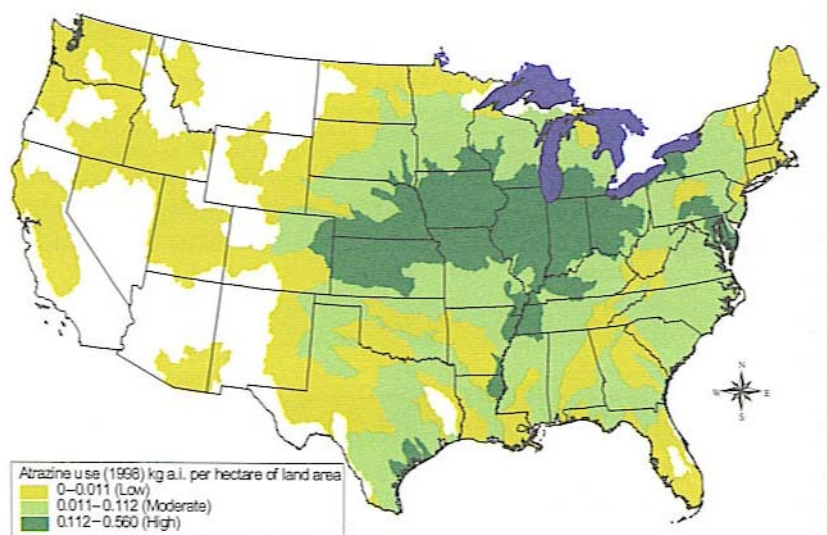 N
W E
S
Atrazine use (1998) kg a.i. per hectare of land area
0–0.011 (Low)
0.011–0.112 (Moderate)
0.112–0.560 (High)